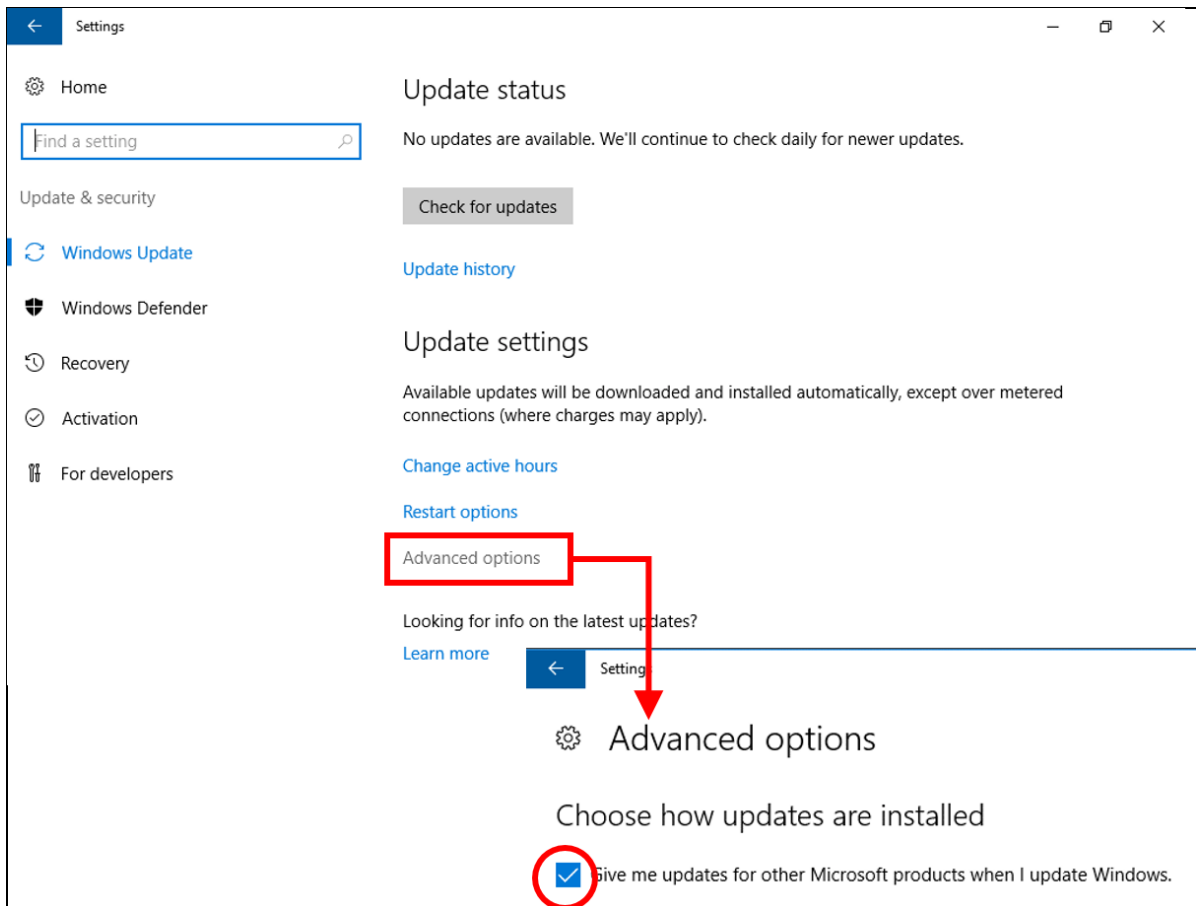 Settings
Home
Find a setting
Update & security
Windows Update
Windows Defender
Recovery
Activation
For developers
Update status
No updates are available. We'll continue to check daily for newer updates.
Check for updates
Update history
Update settings
Available updates will be downloaded and installed automatically, except over metered
connections (where charges may apply).
Change active hours
Restart options
Advanced options
Looking for info on the latest updates?
Learn more
Settings
Advanced options
Choose how updates are installed
Give me updates for other Microsoft products when I update Windows.